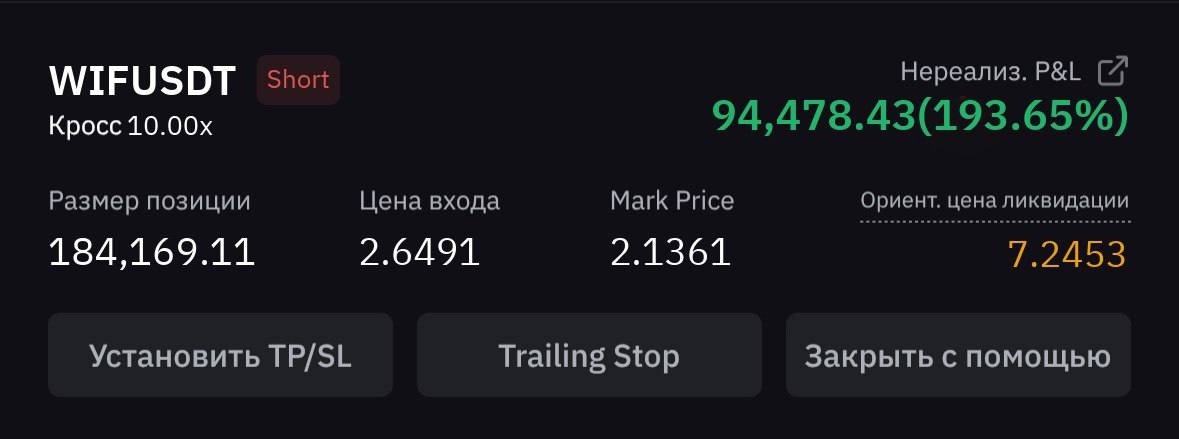 WIFUSDT Short
Нереализ. P&L
Кросс 10.00x
94,478.43(193.65%)
Размер позиции Цена входа Mark Price Ориент. цена ликвидации
184,169.11 2.6491 2.1361 7.2453
Установить TP/SL Trailing Stop Закрыть с помощью